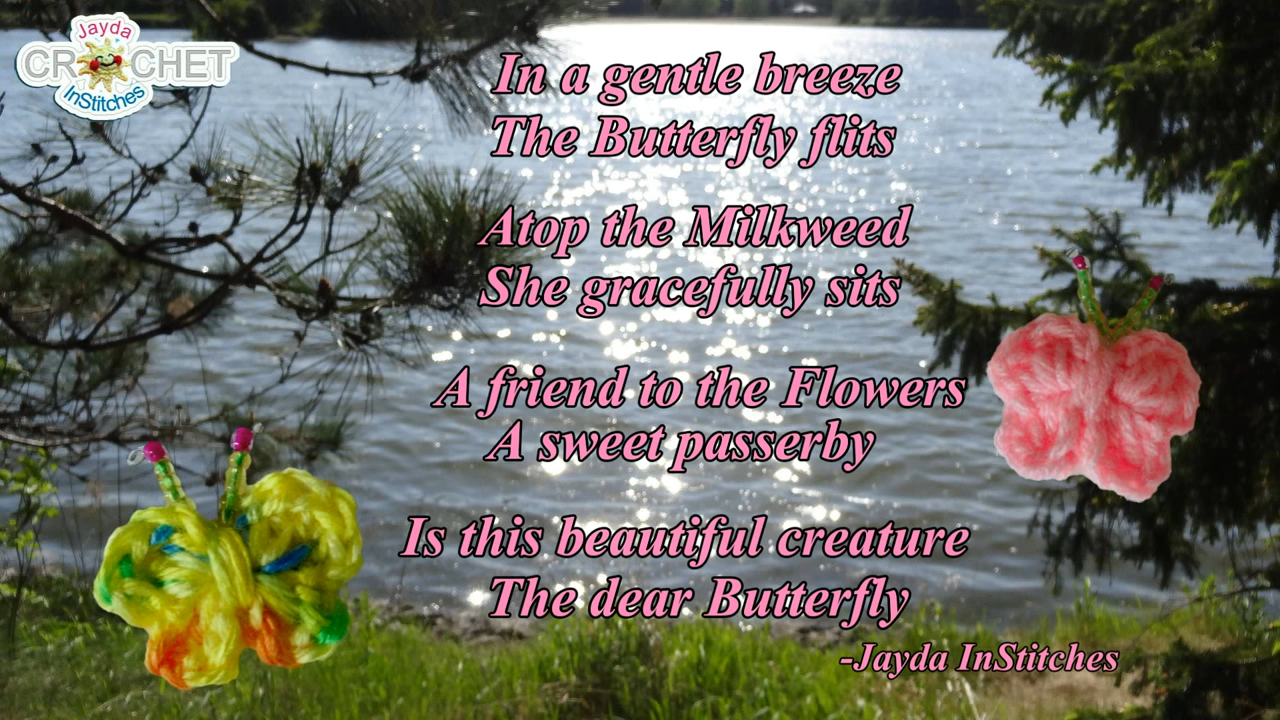 Jayda
CROCHET
InStitches
In a gentle breeze
The Butterfly flits
Atop the Milkweed
She gracefully sits
A friend to the Flowers
A sweet passerby
Is this beautiful creature
The dear Butterfly
-Jayda InStitches